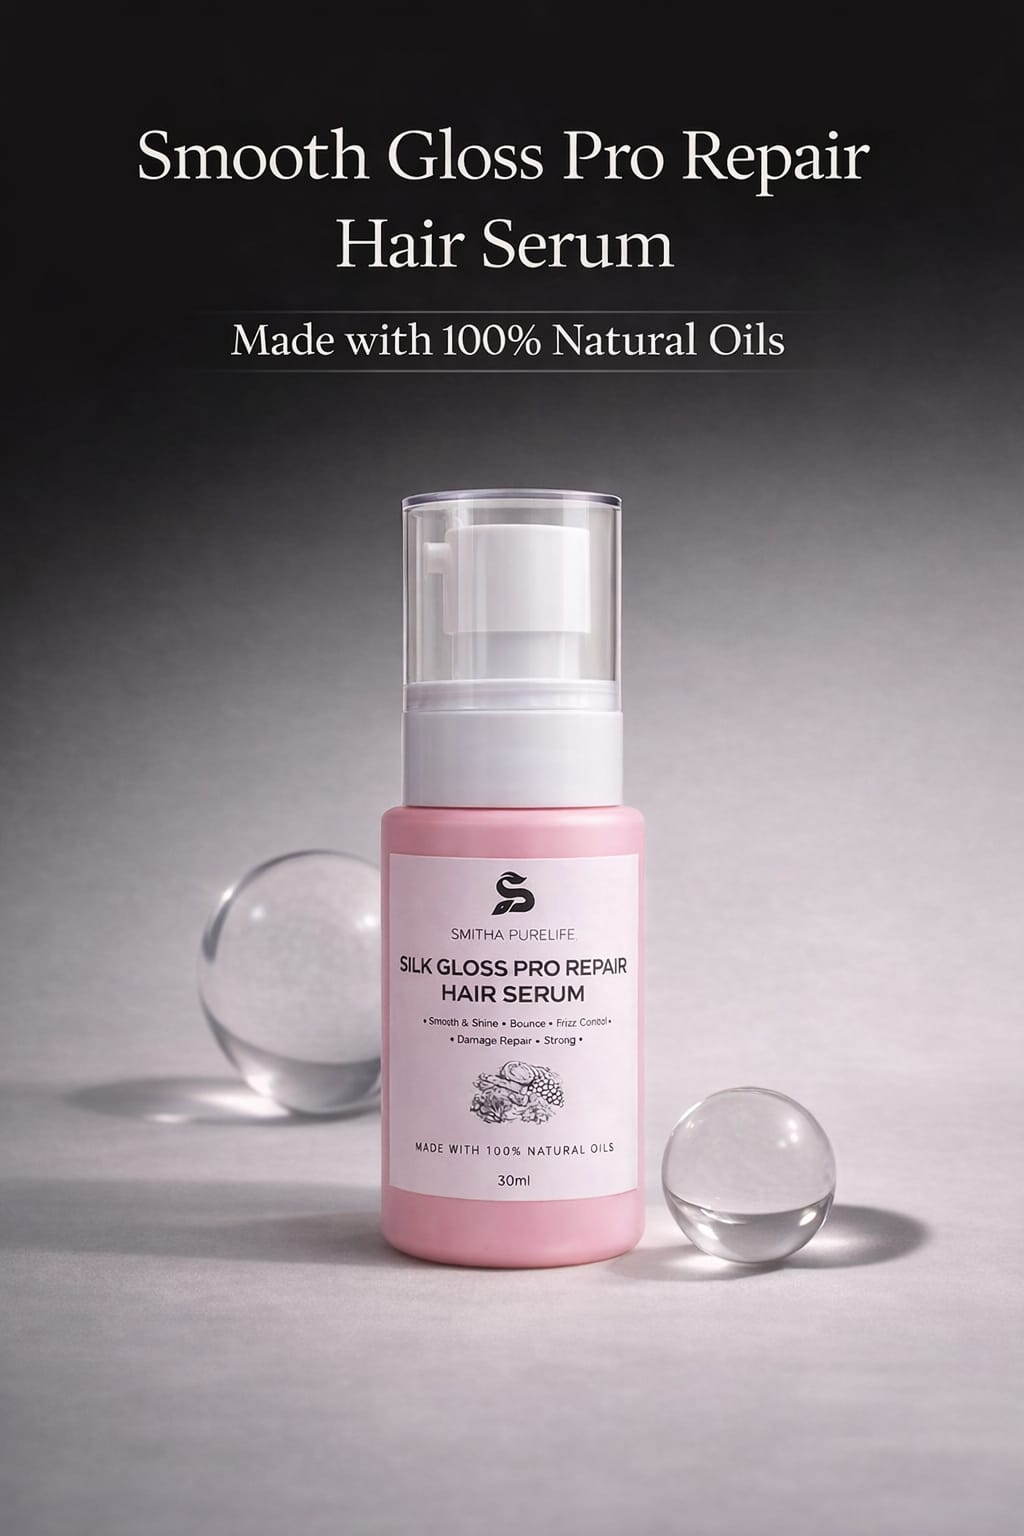 Smooth Gloss Pro Repair
Hair Serum
Made with 100% Natural Oils
SMITHA PURELIFE
SILK GLOSS PRO REPAIR
HAIR SERUM
• Smooth & Shine • Bounce • Frizz Control •
• Damage Repair • Strong •
MADE WITH 100% NATURAL OILS
30ml